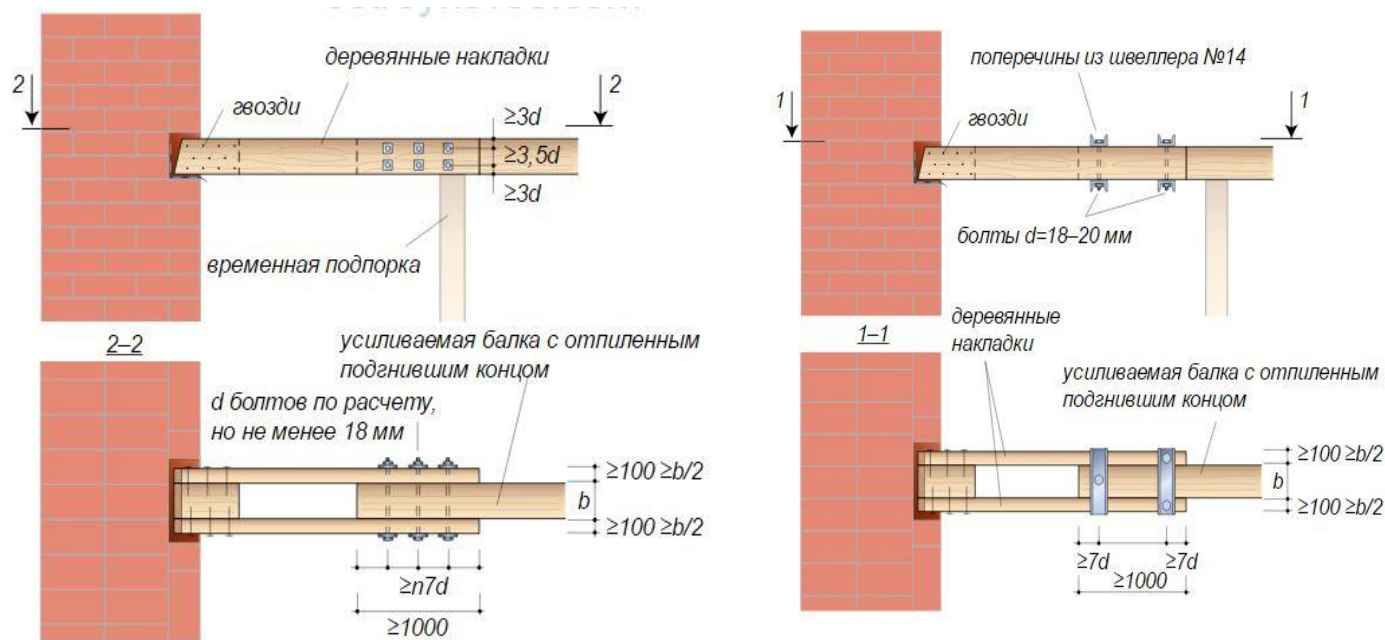 деревянные накладки
2
2
гвозди
≥3d
≥3,5d
≥3d
временная подпорка
2–2
усиливаемая балка с отпиленным
подгнившим концом
d болтов по расчету,
но не менее 18 мм
≥100 ≥b/2
b
≥100 ≥b/2
≥n7d
≥1000
поперечины из швеллера №14
1
1
гвозди
болты d=18–20 мм
деревянные
накладки
1–1
усиливаемая балка с отпиленным
подгнившим концом
≥100 ≥b/2
b
≥100 ≥b/2
≥7d
≥7d
≥1000